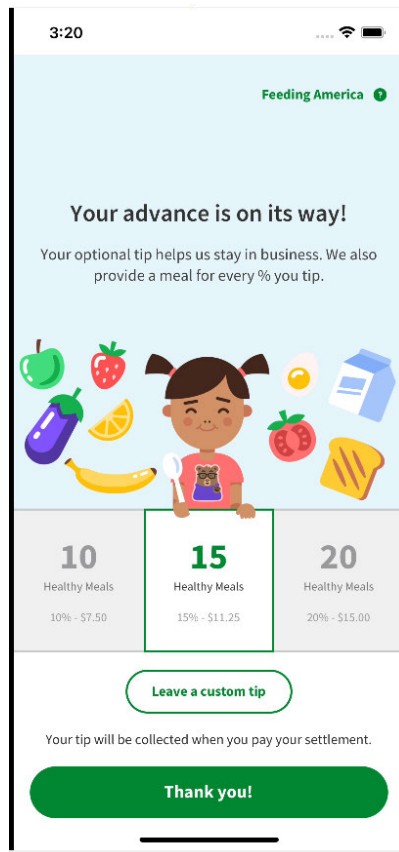 3:20
Feeding America ?
Your advance is on its way!
Your optional tip helps us stay in business. We also
provide a meal for every % you tip.
10
Healthy Meals
10% - $7.50
15
Healthy Meals
15% - $11.25
20
Healthy Meals
20% - $15.00
Leave a custom tip
Your tip will be collected when you pay your settlement.
Thank you!